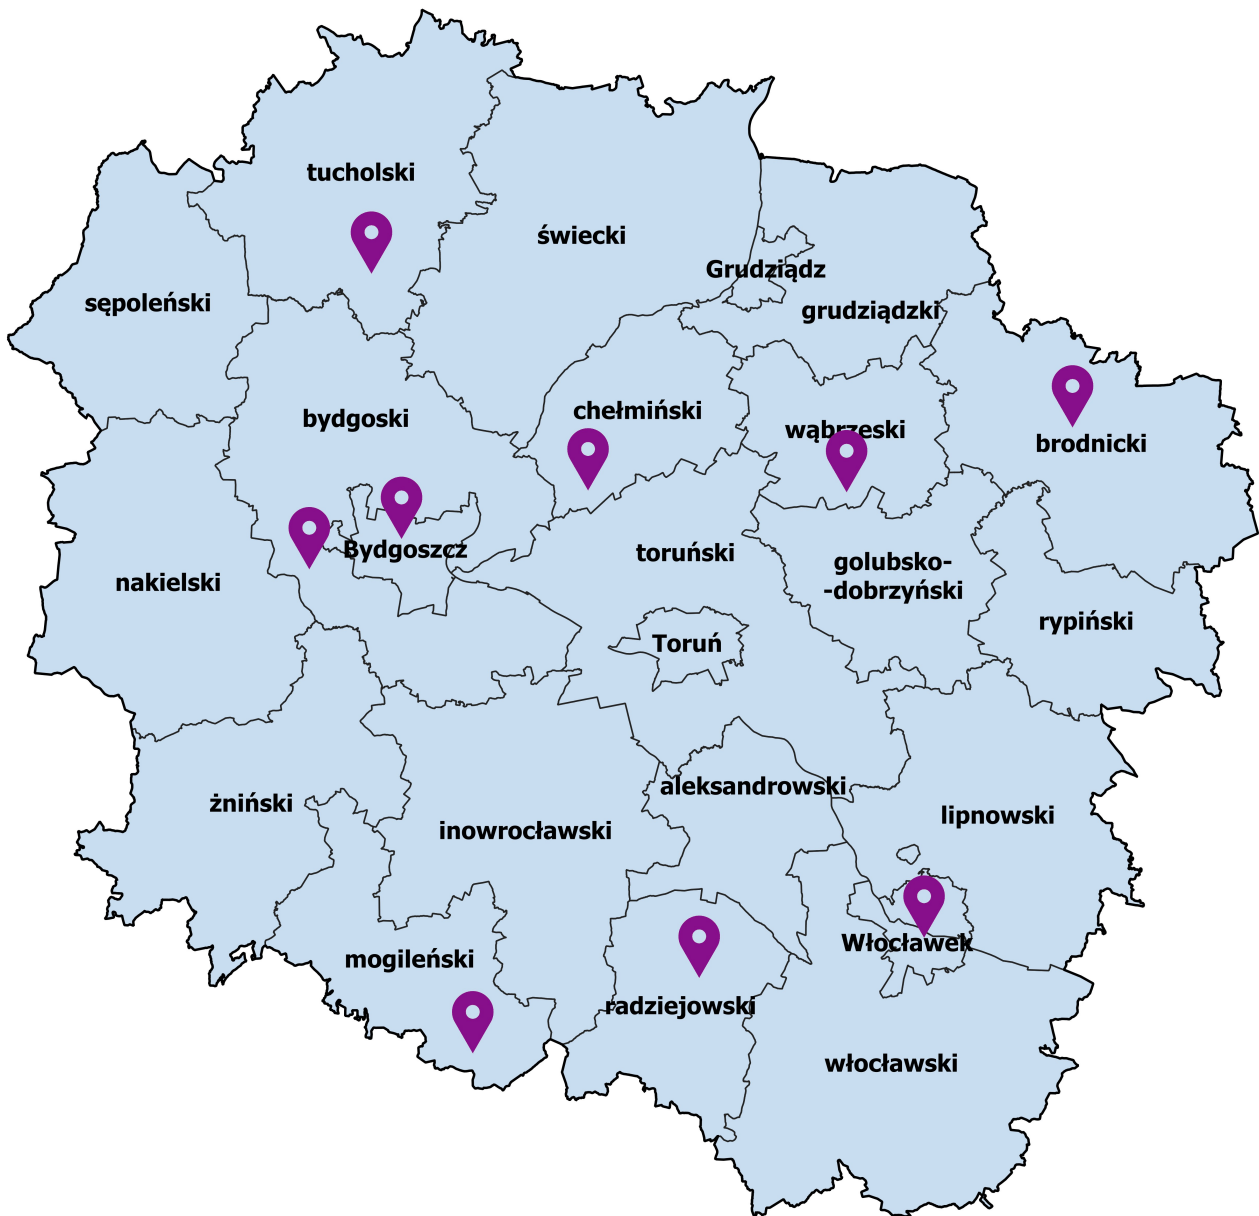 tucholski
świecki
Grudziądz
sępoleński
grudziądzki
chełmiński
bydgoski
wąbrzeski
brodnicki
Bydgoszcz
toruński
golubsko-
-dobrzyński
nakielski
rypiński
Toruń
aleksandrowski
żniński
lipnowski
inowrocławski
Włocławek
mogileński
radziejowski
włocławski